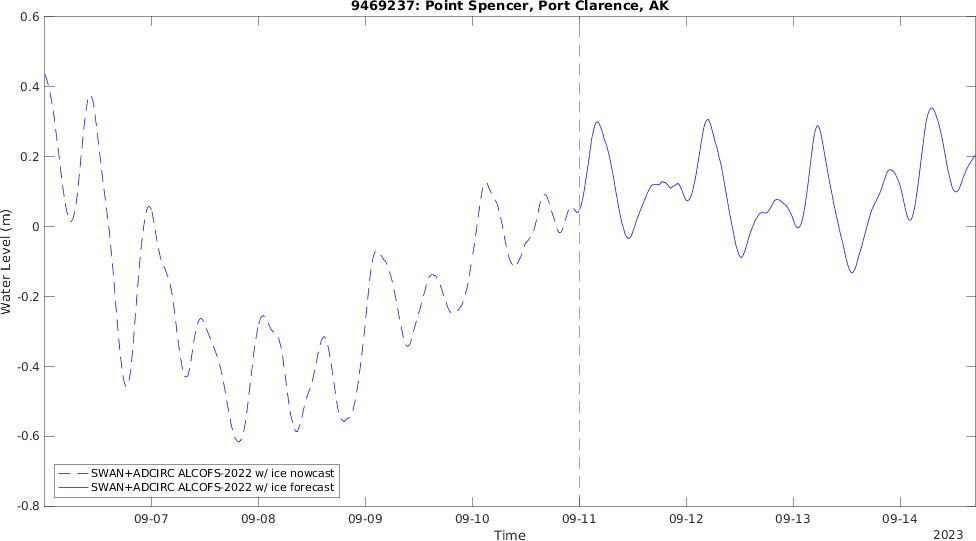 9469237: Point Spencer, Port Clarence, AK
0.6
0.4
0.2
0
-0.2
-0.4
-0.6
-0.8
Water Level (m)
SWAN+ADCIRC ALCOFS-2022 w/ ice nowcast
SWAN+ADCIRC ALCOFS-2022 w/ ice forecast
09-07 09-08 09-09 09-10 09-11 09-12 09-13 09-14
Time
2023